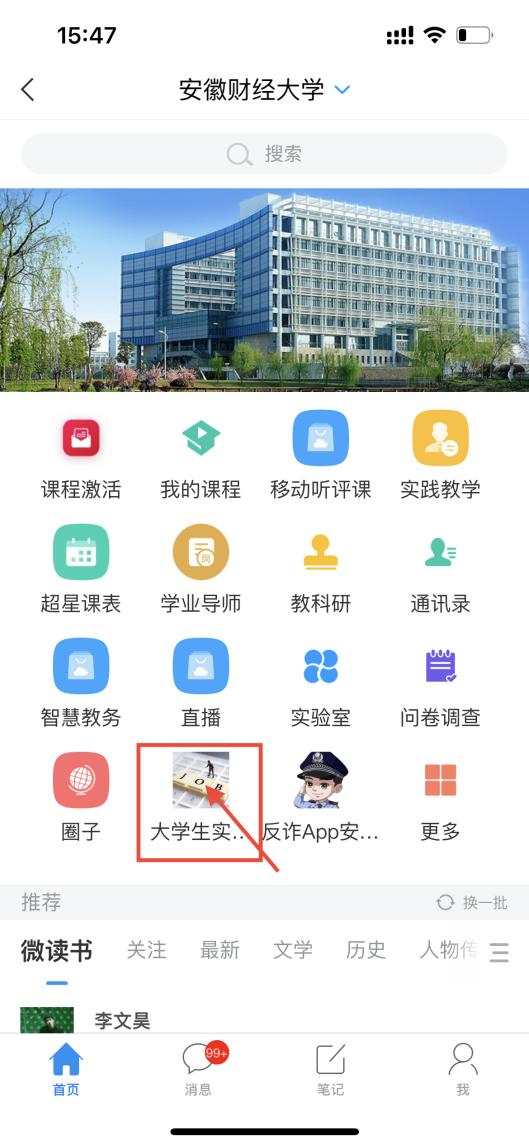 15:47
安徽财经大学
搜索
课程激活
我的课程
移动听评课
实践教学
超星课表
学业导师
教科研
通讯录
智慧教务
直播
实验室
问卷调查
JOB
圈子
大学生实...
反诈App安...
更多
推荐
换一批
微读书
关注
最新
文学
历史
人物传
李文昊
99+
首页
消息
笔记
我